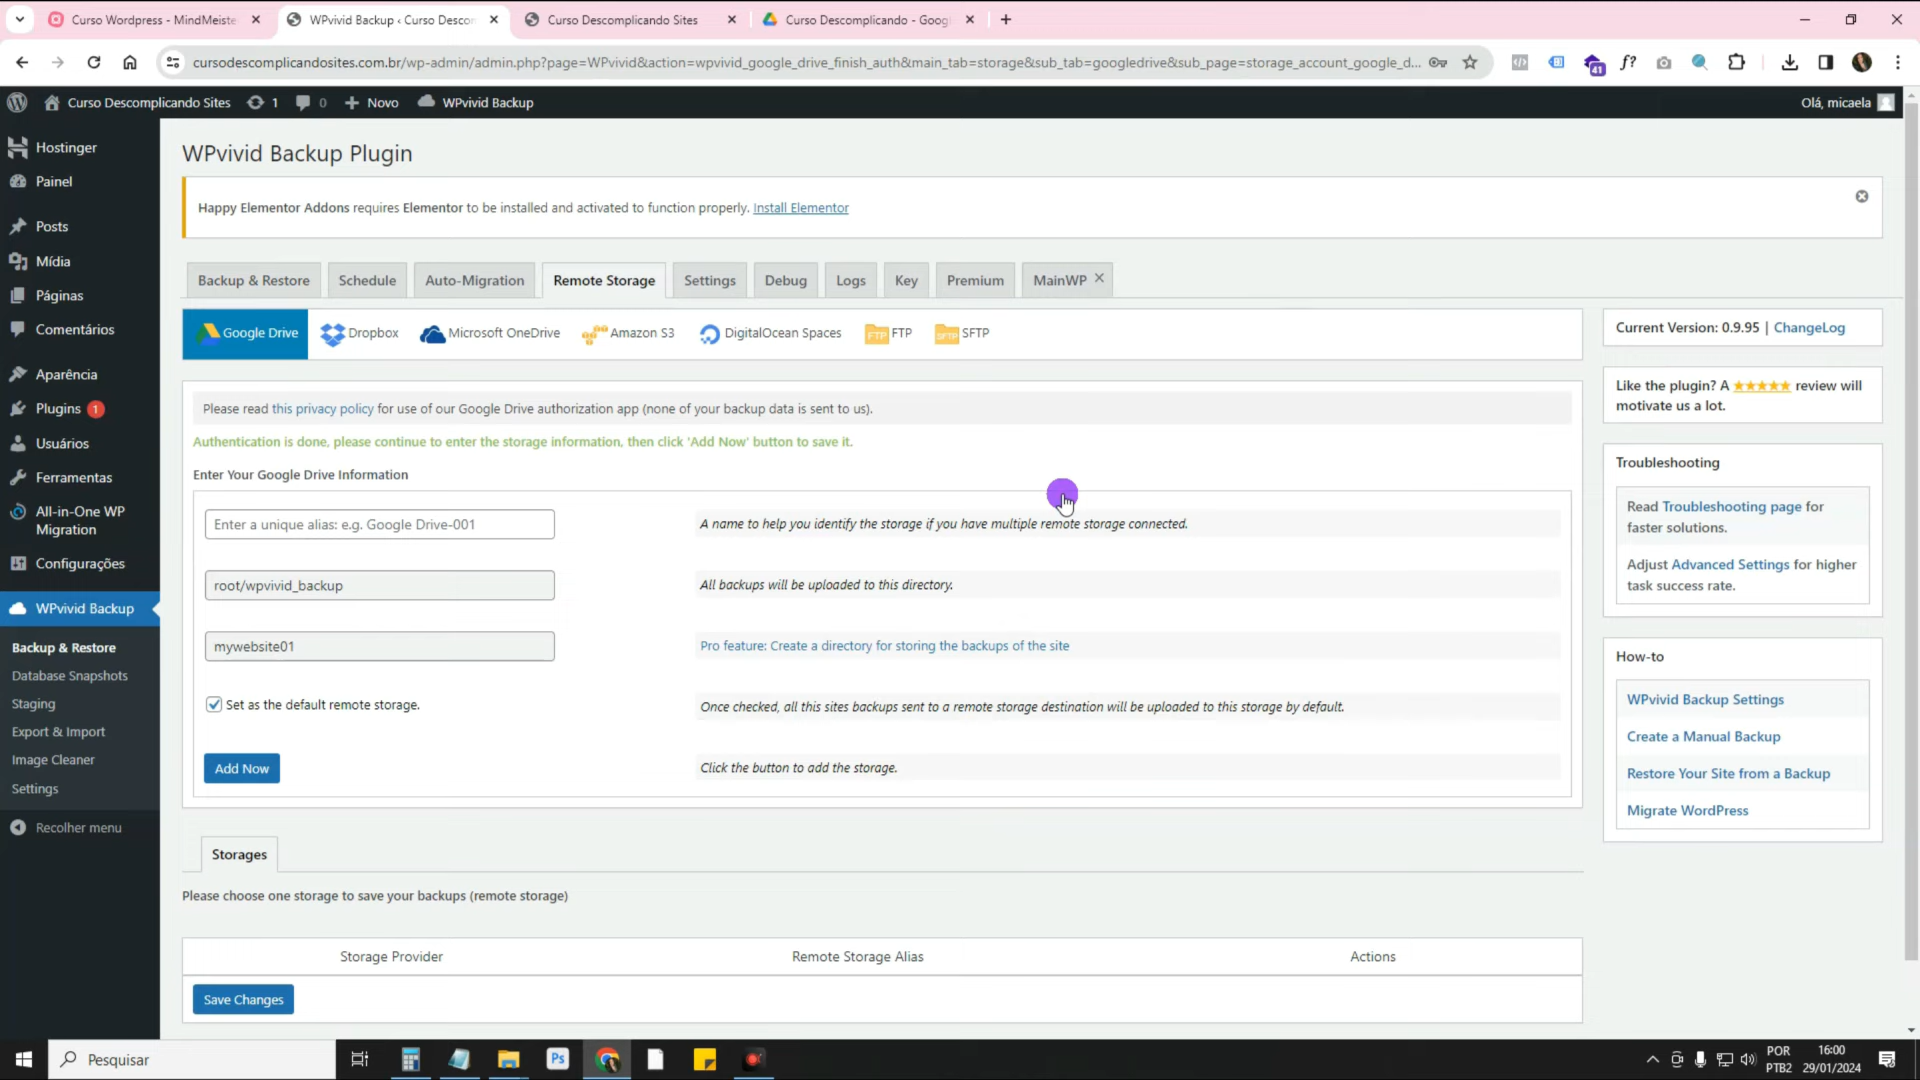 Curso Wordpress - MindMeiste
WPvivid Backup ‹ Curso Descon
Curso Descomplicando Sites
Curso Descomplicando - Goog
cursodescomplicandosites.com.br/wp-admin/admin.php?page=WPvivid&action=wpvivid_google_drive_finish_auth&main_tab=storage&sub_tab=googledrive&sub_page=storage_account_google_d...
41
Curso Descomplicando Sites
1
0
Novo
WPvivid Backup
Olá, micaela
Hostinger
Painel
Posts
Mídia
Páginas
Comentários
Aparência
Plugins 1
Usuários
Ferramentas
All-in-One WP
Migration
Configurações
WPvivid Backup
Backup & Restore
Database Snapshots
Staging
Export & Import
Image Cleaner
Settings
Recolher menu
WPvivid Backup Plugin
Happy Elementor Addons requires Elementor to be installed and activated to function properly. Install Elementor
Backup & Restore
Schedule
Auto-Migration
Remote Storage
Settings
Debug
Logs
Key
Premium
MainWP
Google Drive
Dropbox
Microsoft OneDrive
Amazon S3
DigitalOcean Spaces
FTP FTP
SFTP SFTP
Please read this privacy policy for use of our Google Drive authorization app (none of your backup data is sent to us).
Authentication is done, please continue to enter the storage information, then click 'Add Now' button to save it.
Enter Your Google Drive Information
Enter a unique alias: e.g. Google Drive-001
A name to help you identify the storage if you have multiple remote storage connected.
root/wpvivid_backup
All backups will be uploaded to this directory.
mywebsite01
Pro feature: Create a directory for storing the backups of the site
Set as the default remote storage.
Once checked, all this sites backups sent to a remote storage destination will be uploaded to this storage by default.
Add Now
Click the button to add the storage.
Storages
Please choose one storage to save your backups (remote storage)
Storage Provider
Remote Storage Alias
Actions
Save Changes
Current Version: 0.9.95 | ChangeLog
Like the plugin? A ★★★★★ review will
motivate us a lot.
Troubleshooting
Read Troubleshooting page for
faster solutions.
Adjust Advanced Settings for higher
task success rate.
How-to
WPvivid Backup Settings
Create a Manual Backup
Restore Your Site from a Backup
Migrate WordPress
Pesquisar
Ps
POR
PTB2
16:00
29/01/2024